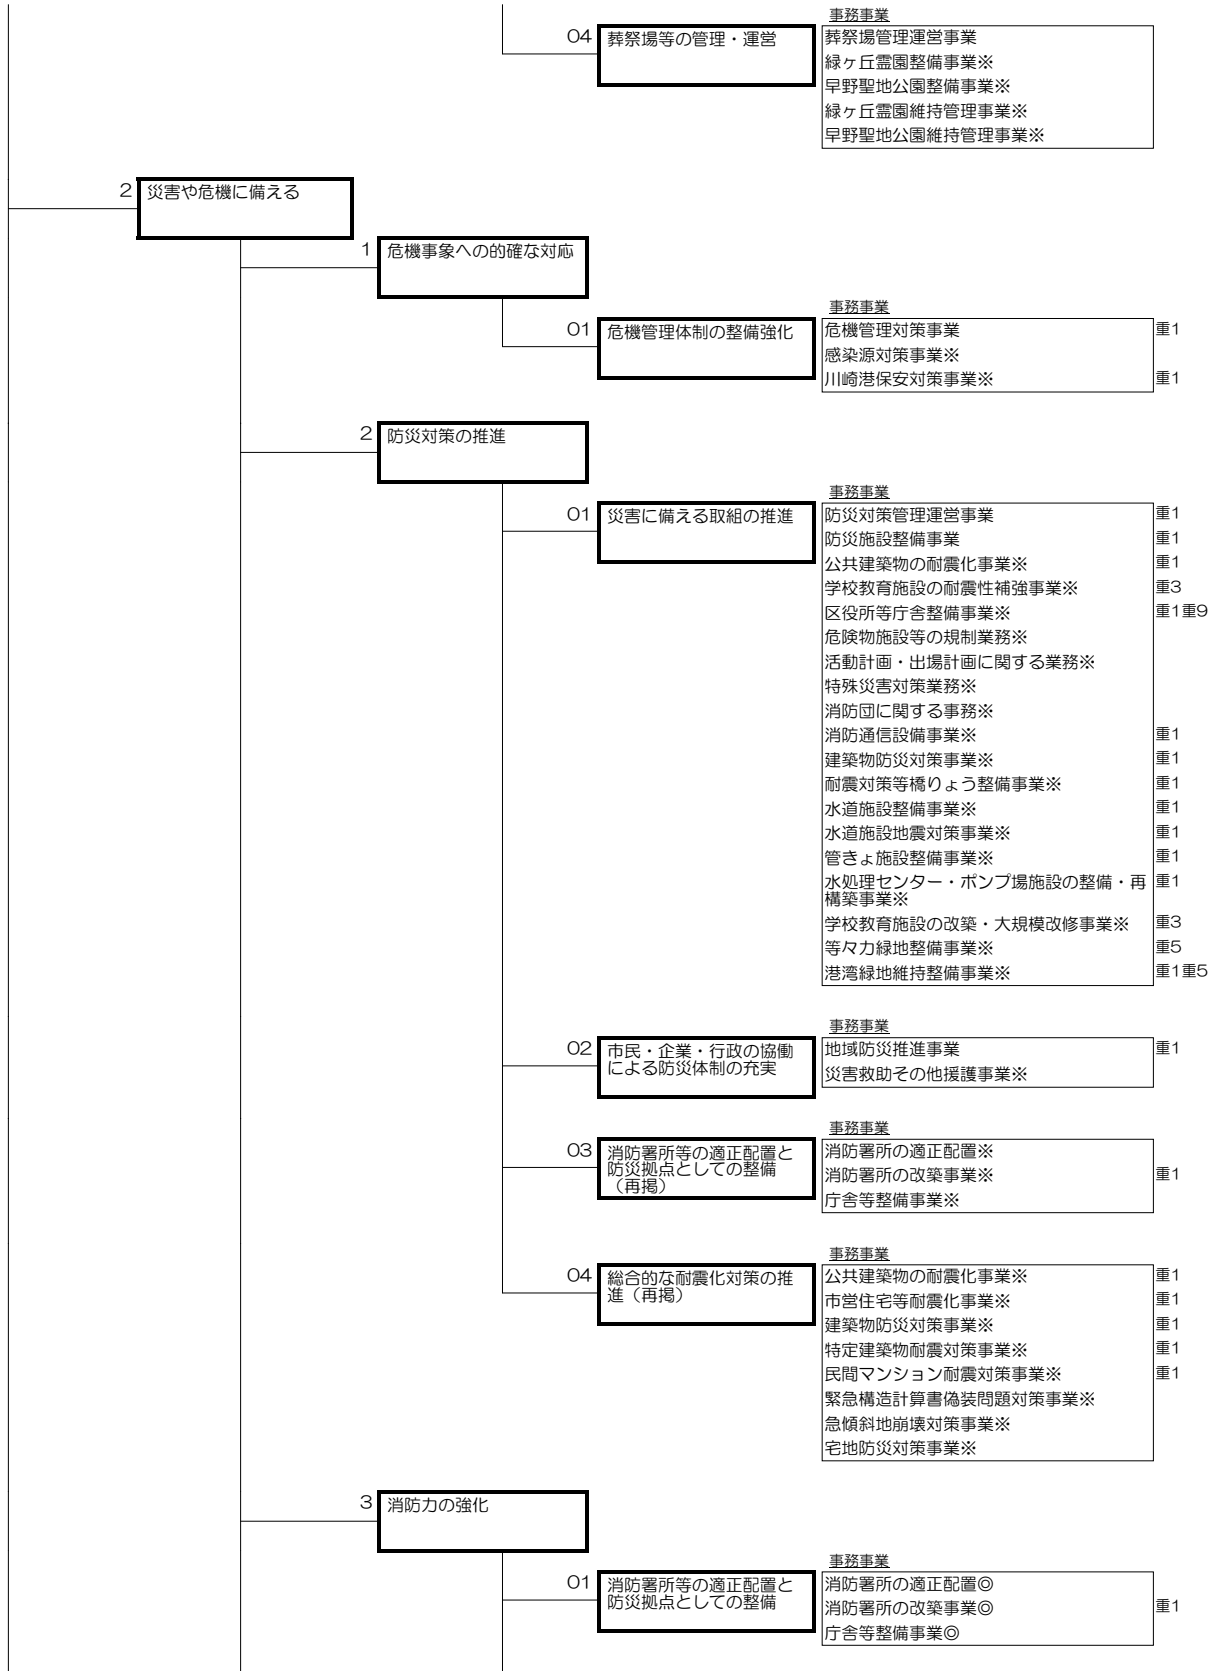 事務事業
04 葬祭場等の管理・運営
葬祭場管理運営事業
緑ヶ丘霊園整備事業※
早野聖地公園整備事業※
緑ヶ丘霊園維持管理事業※
早野聖地公園維持管理事業※
2 災害や危機に備える
1 危機事象への的確な対応
事務事業
01 危機管理体制の整備強化
危機管理対策事業 重1
感染源対策事業※
川崎港保安対策事業※ 重1
2 防災対策の推進
事務事業
01 災害に備える取組の推進
防災対策管理運営事業 重1
防災施設整備事業 重1
公共建築物の耐震化事業※ 重1
学校教育施設の耐震性補強事業※ 重3
区役所等庁舎整備事業※ 重1重9
危険物施設等の規制業務※
活動計画・出場計画に関する業務※
特殊災害対策業務※
消防団に関する事務※
消防通信設備事業※ 重1
建築物防災対策事業※ 重1
耐震対策等橋りょう整備事業※ 重1
水道施設整備事業※ 重1
水道施設地震対策事業※ 重1
管きょ施設整備事業※ 重1
水処理センター・ポンプ場施設の整備・再 重1
構築事業※
学校教育施設の改築・大規模改修事業※ 重3
等々力緑地整備事業※ 重5
港湾緑地維持整備事業※ 重1重5
事務事業
02 市民・企業・行政の協働
による防災体制の充実
地域防災推進事業 重1
災害救助その他援護事業※
事務事業
03 消防署所等の適正配置と
防災拠点としての整備
（再掲）
消防署所の適正配置※
消防署所の改築事業※ 重1
庁舎等整備事業※
事務事業
04 総合的な耐震化対策の推
進（再掲）
公共建築物の耐震化事業※ 重1
市営住宅等耐震化事業※ 重1
建築物防災対策事業※ 重1
特定建築物耐震対策事業※ 重1
民間マンション耐震対策事業※ 重1
緊急構造計算書偽装問題対策事業※
急傾斜地崩壊対策事業※
宅地防災対策事業※
3 消防力の強化
事務事業
01 消防署所等の適正配置と
防災拠点としての整備
消防署所の適正配置◎
消防署所の改築事業◎ 重1
庁舎等整備事業◎